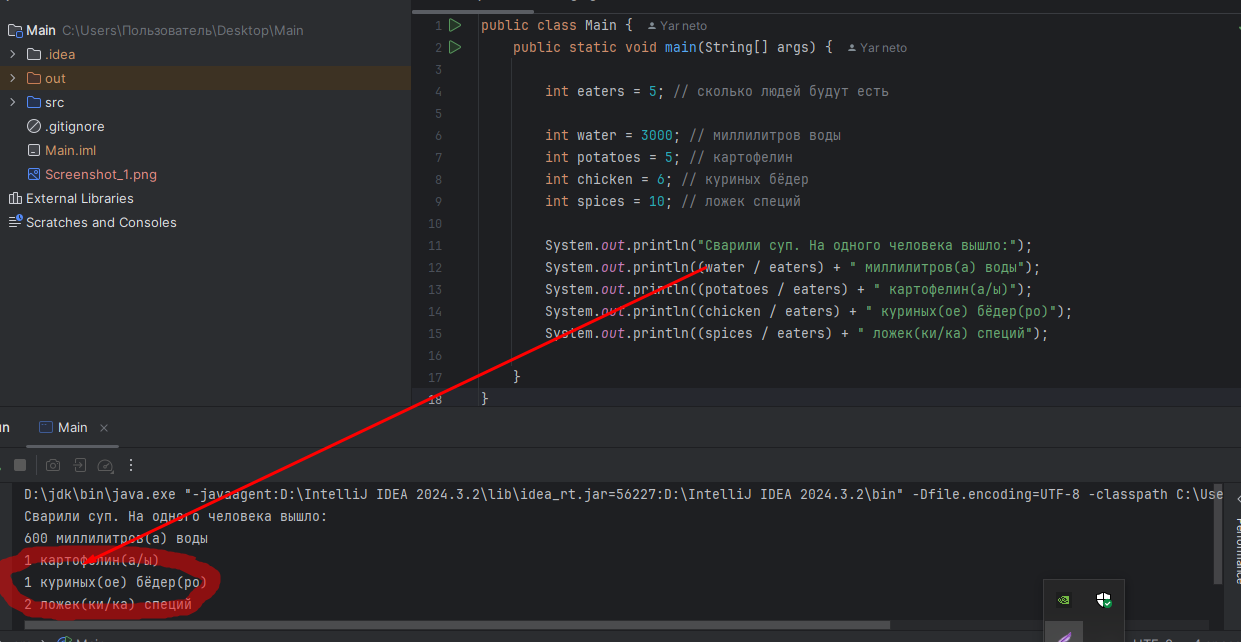 Main C:\Users\Пользователь\Desktop\Main
.idea
out
src
.gitignore
Main.iml
Screenshot_1.png
External Libraries
Scratches and Consoles
1 public class Main { Yar neto
2 public static void main(String[] args) { Yar neto
3
4 int eaters = 5; // сколько людей будут есть
5
6 int water = 3000; // миллилитров воды
7 int potatoes = 5; // картофелин
8 int chicken = 6; // куриных бёдер
9 int spices = 10; // ложек специй
10
11 System.out.println("Сварили суп. На одного человека вышло:");
12 System.out.println((water / eaters) + " миллилитров(а) воды");
13 System.out.println((potatoes / eaters) + " картофелин(а/ы)");
14 System.out.println((chicken / eaters) + " куриных(ое) бёдер(ро)");
15 System.out.println((spices / eaters) + " ложек(ки/ка) специй");
16
17 }
18 }
Main
D:\jdk\bin\java.exe "-javaagent:D:\IntelliJ IDEA 2024.3.2\lib\idea_rt.jar=56227:D:\IntelliJ IDEA 2024.3.2\bin" -Dfile.encoding=UTF-8 -classpath C:\Use
Сварили суп. На одного человека вышло:
600 миллилитров(а) воды
1 картофелин(а/ы)
1 куриных(ое) бёдер(ро)
2 ложек(ки/ка) специй
Performance